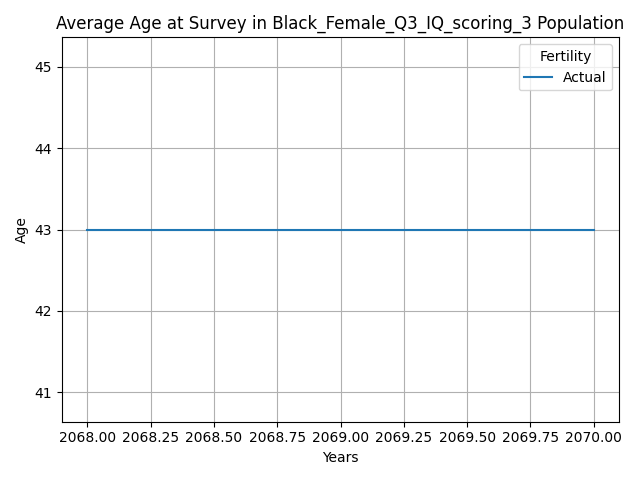 Average Age at Survey in Black_Female_Q3_IQ_scoring_3 Population
Fertility
Actual
45
44
43
42
41
Age
2068.00 2068.25 2068.50 2068.75 2069.00 2069.25 2069.50 2069.75 2070.00
Years